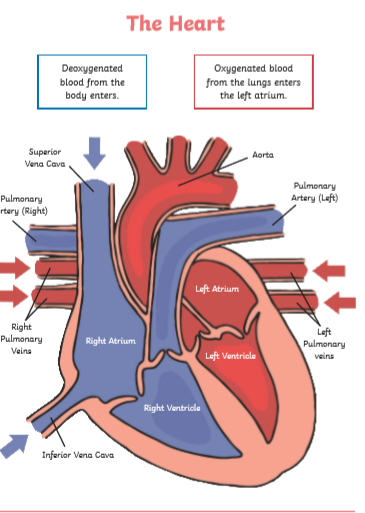 The Heart
Deoxygenated
blood from the
body enters.
Oxygenated blood
from the lungs enters
the left atrium.
Superior
Vena Cava
Aorta
Pulmonary
rtery (Right)
Pulmonary
Artery (Left)
Left Atrium
Right
Pulmonary
Veins
Right Atrium
Left Ventricle
Left
Pulmonary
veins
Right Ventricle
Inferior Vena Cava